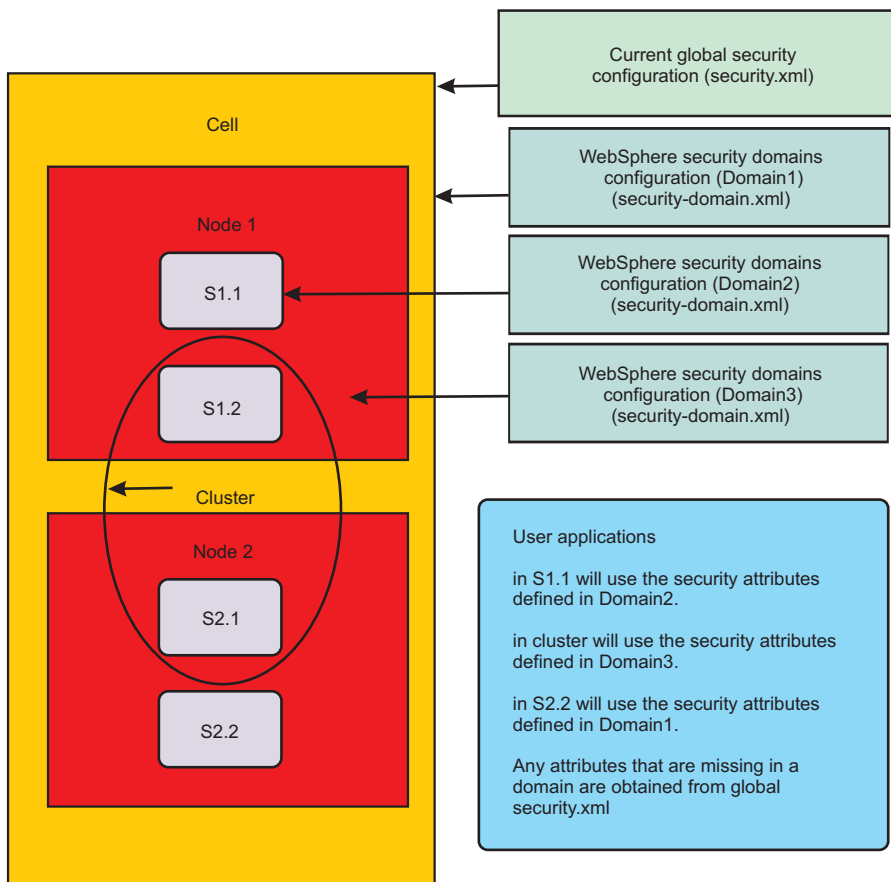 Current global security
configuration (security.xml)
Cell
WebSphere security domains
configuration (Domain1)
(security-domain.xml)
Node 1
WebSphere security domains
configuration (Domain2)
(security-domain.xml)
S1.1
WebSphere security domains
configuration (Domain3)
(security-domain.xml)
S1.2
Cluster
Node 2
S2.1
S2.2
User applications
in S1.1 will use the security attributes
defined in Domain2.
in cluster will use the security attributes
defined in Domain3.
in S2.2 will use the security attributes
defined in Domain1.
Any attributes that are missing in a
domain are obtained from global
security.xml